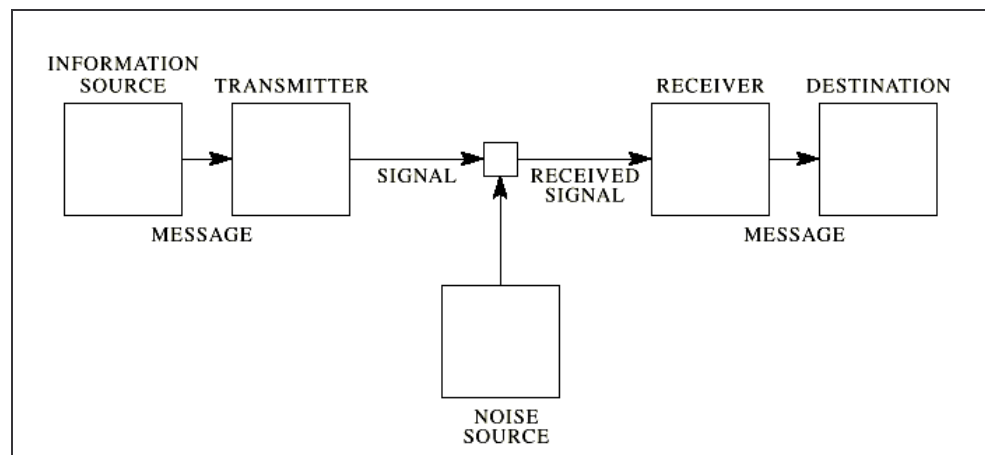 INFORMATION
SOURCE
TRANSMITTER
RECEIVER
DESTINATION
SIGNAL
RECEIVED
SIGNAL
MESSAGE
MESSAGE
NOISE
SOURCE